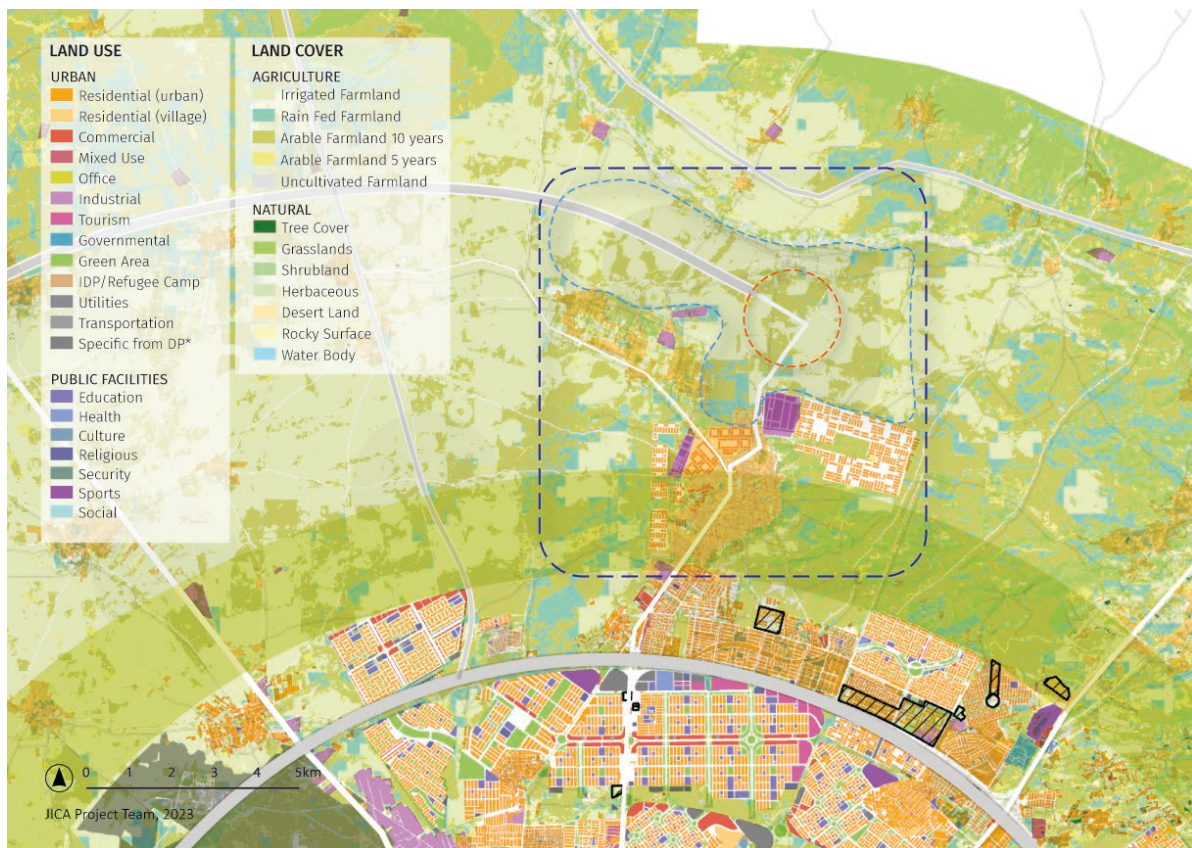 LAND USE
URBAN
Residential (urban)
Residential (village)
Commercial
Mixed Use
Office
Industrial
Tourism
Governmental
Green Area
IDP/Refugee Camp
Utilities
Transportation
Specific from DP*
PUBLIC FACILITIES
Education
Health
Culture
Religious
Security
Sports
Social
LAND COVER
AGRICULTURE
Irrigated Farmland
Rain Fed Farmland
Arable Farmland 10 years
Arable Farmland 5 years
Uncultivated Farmland
NATURAL
Tree Cover
Grasslands
Shrubland
Herbaceous
Desert Land
Rocky Surface
Water Body
0 1 2 3 4 5km
JICA Project Team, 2023